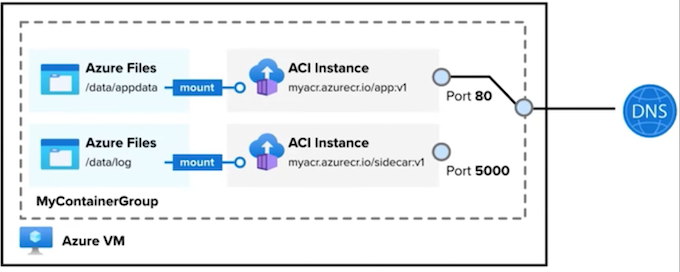 Azure Files
/data/appdata
mount
ACI Instance
myacr.azurecr.io/app:v1
Port 80
Azure Files
/data/log
mount
ACI Instance
myacr.azurecr.io/sidecar:v1
Port 5000
DNS
MyContainerGroup
Azure VM